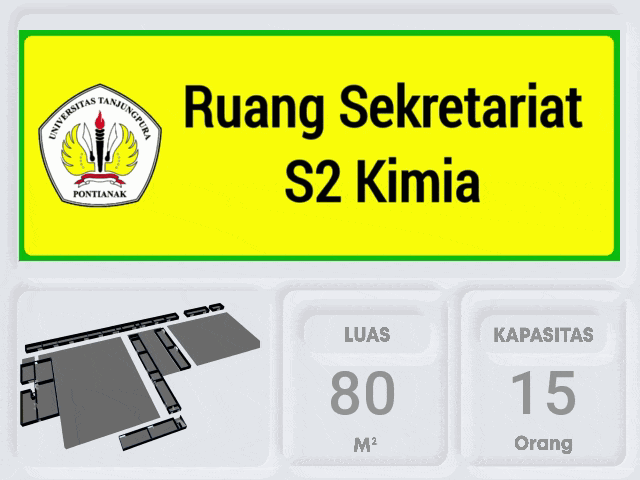 UNIVERSITAS TANJUNGPURA
PONTIANAK
Ruang Sekretariat
S2 Kimia
LUAS
80
M²
KAPASITAS
15
Orang